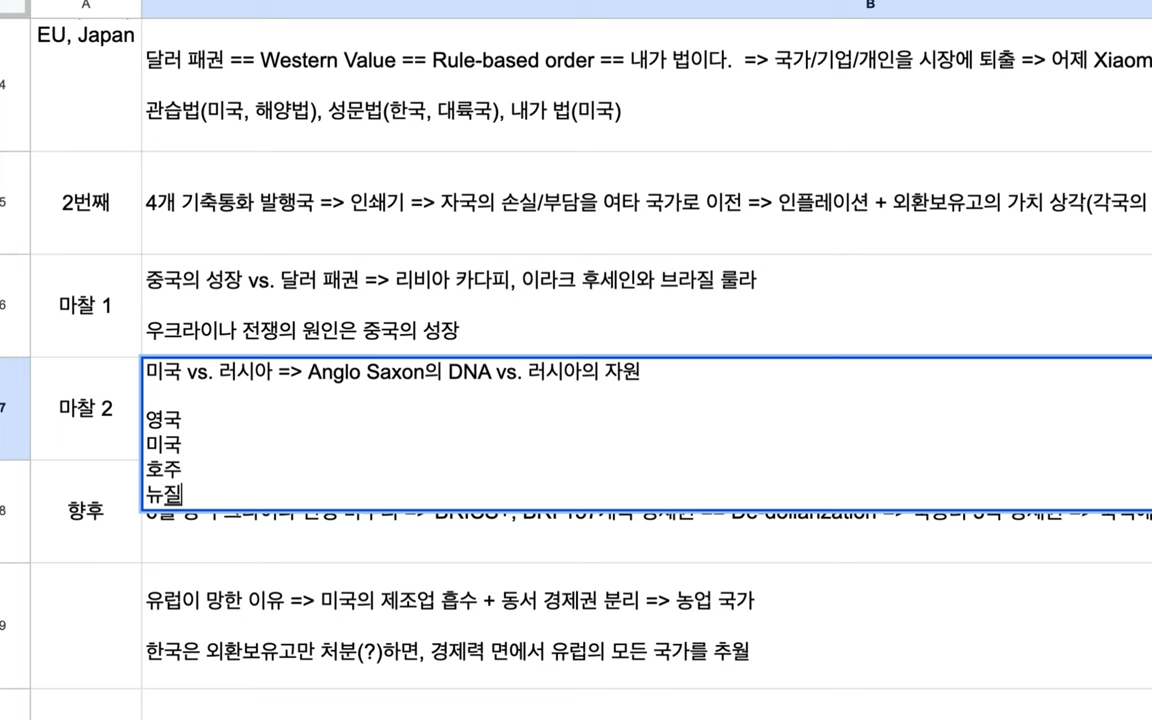 A
B
EU, Japan
4
달러 패권 == Western Value == Rule-based order == 내가 법이다.  => 국가/기업/개인을 시장에 퇴출 => 어제 Xiaom
관습법(미국, 해양법), 성문법(한국, 대륙국), 내가 법(미국)
5
2번째
4개 기축통화 발행국 => 인쇄기 => 자국의 손실/부담을 여타 국가로 이전 => 인플레이션 + 외환보유고의 가치 상각(각국의
6
마찰 1
중국의 성장 vs. 달러 패권 => 리비아 카다피, 이라크 후세인와 브라질 룰라
우크라이나 전쟁의 원인은 중국의 성장
7
마찰 2
미국 vs. 러시아 => Anglo Saxon의 DNA vs. 러시아의 자원
영국
미국
호주
뉴질
8
향후
9
유럽이 망한 이유 => 미국의 제조업 흡수 + 동서 경제권 분리 => 농업 국가
한국은 외환보유고만 처분(?)하면, 경제력 면에서 유럽의 모든 국가를 추월